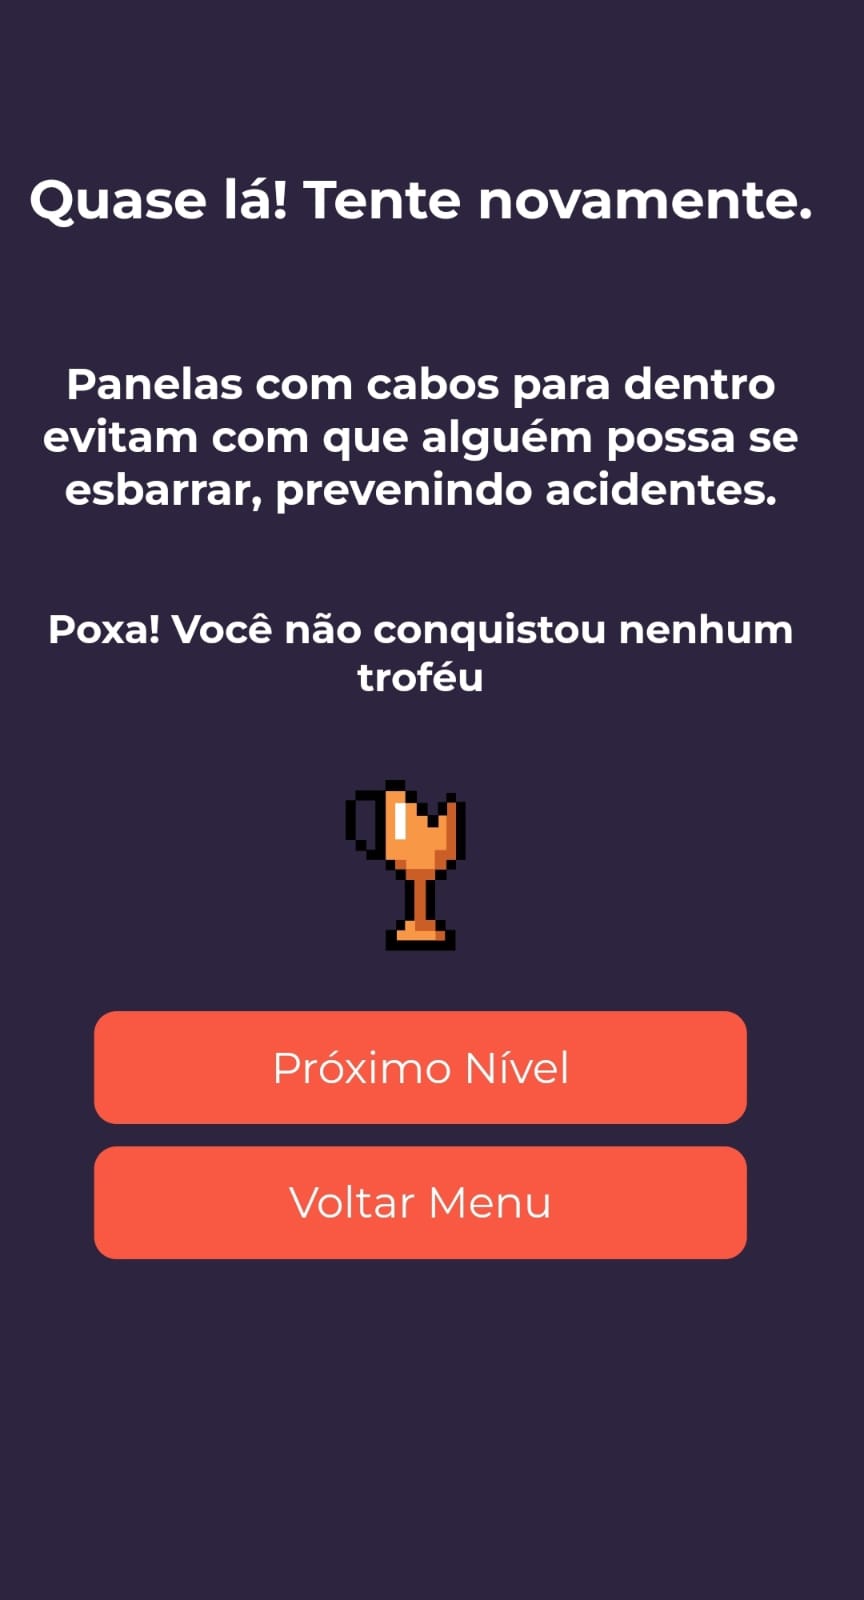 Quase lá! Tente novamente.
Panelas com cabos para dentro
evitam com que alguém possa se
esbarrar, prevenindo acidentes.
Poxa! Você não conquistou nenhum
troféu
Próximo Nível
Voltar Menu